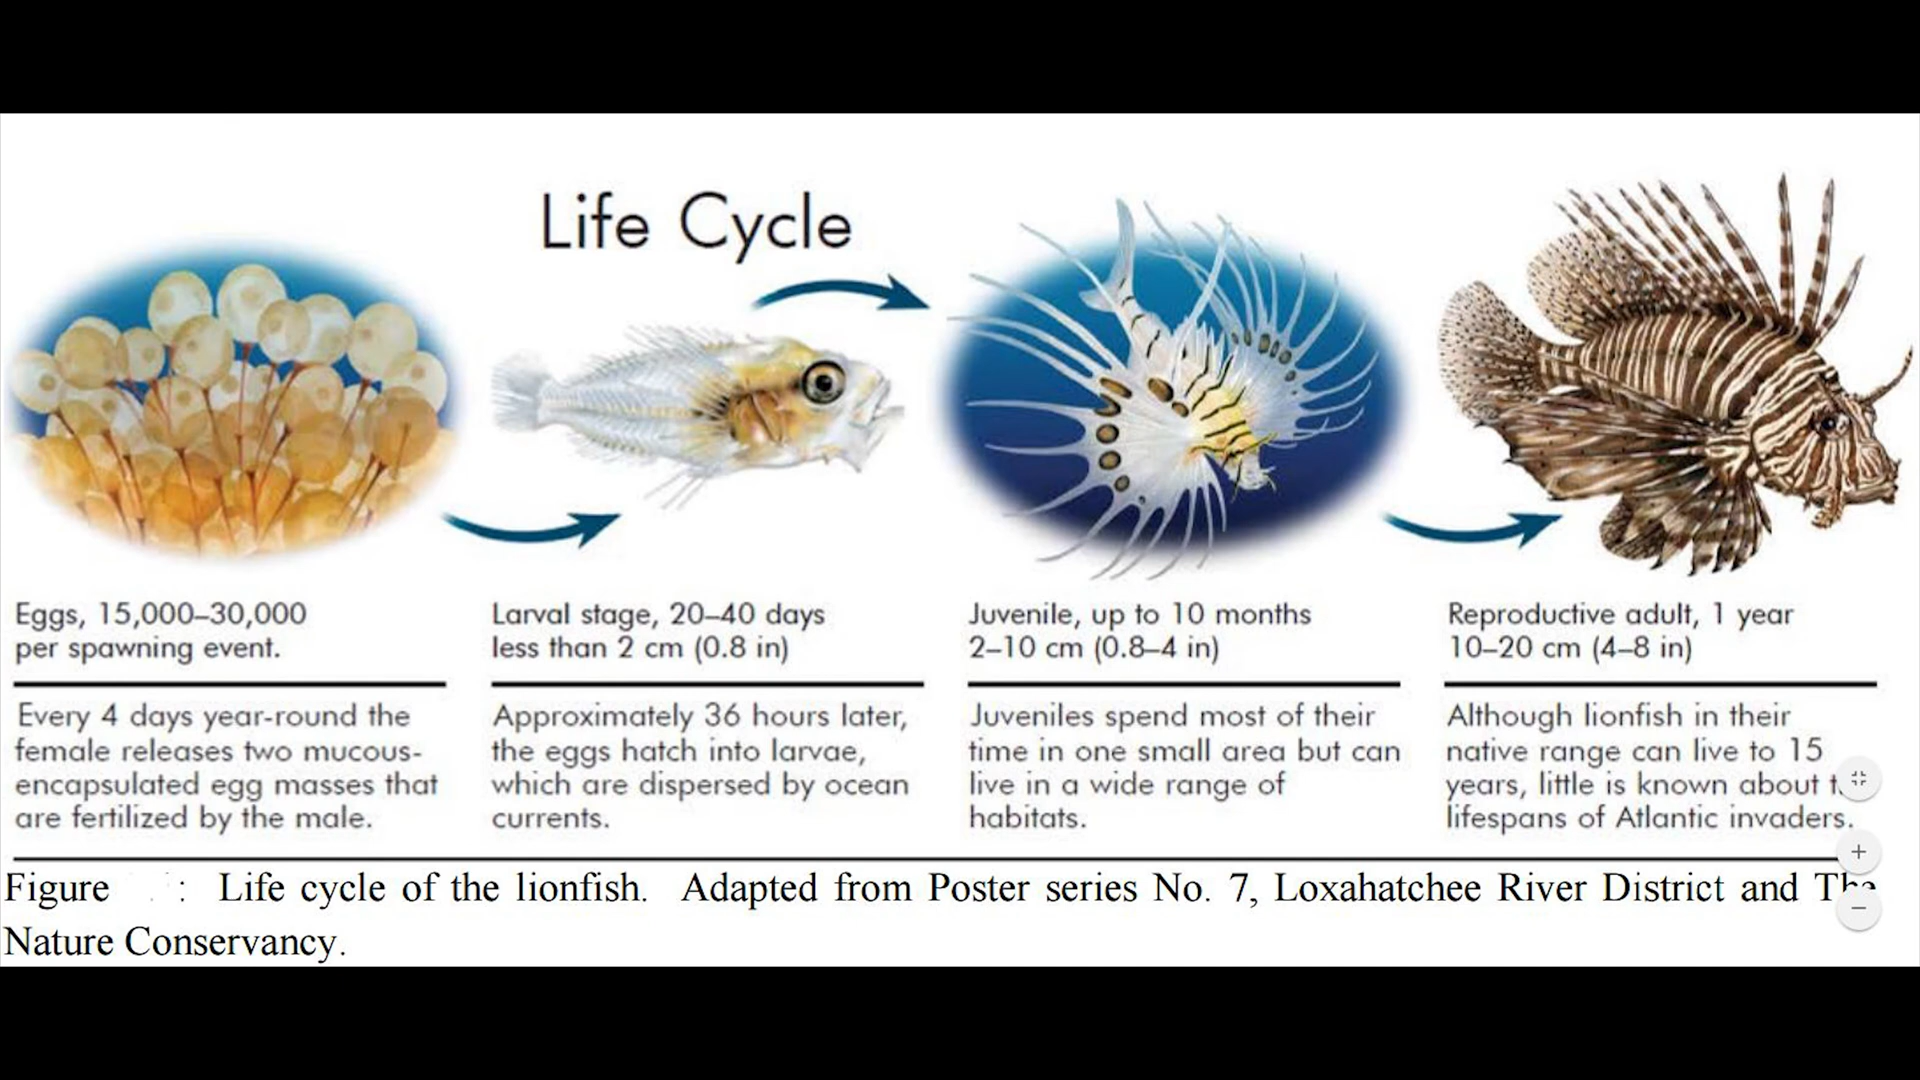 Life Cycle
Eggs, 15,000–30,000
per spawning event.
Every 4 days year-round the
female releases two mucous-
encapsulated egg masses that
are fertilized by the male.
Larval stage, 20–40 days
less than 2 cm (0.8 in)
Approximately 36 hours later,
the eggs hatch into larvae,
which are dispersed by ocean
currents.
Juvenile, up to 10 months
2–10 cm (0.8–4 in)
Juveniles spend most of their
time in one small area but can
live in a wide range of
habitats.
Reproductive adult, 1 year
10–20 cm (4–8 in)
Although lionfish in their
native range can live to 15
years, little is known about
lifespans of Atlantic invaders.
Figure : Life cycle of the lionfish. Adapted from Poster series No. 7, Loxahatchee River District and The
Nature Conservancy.